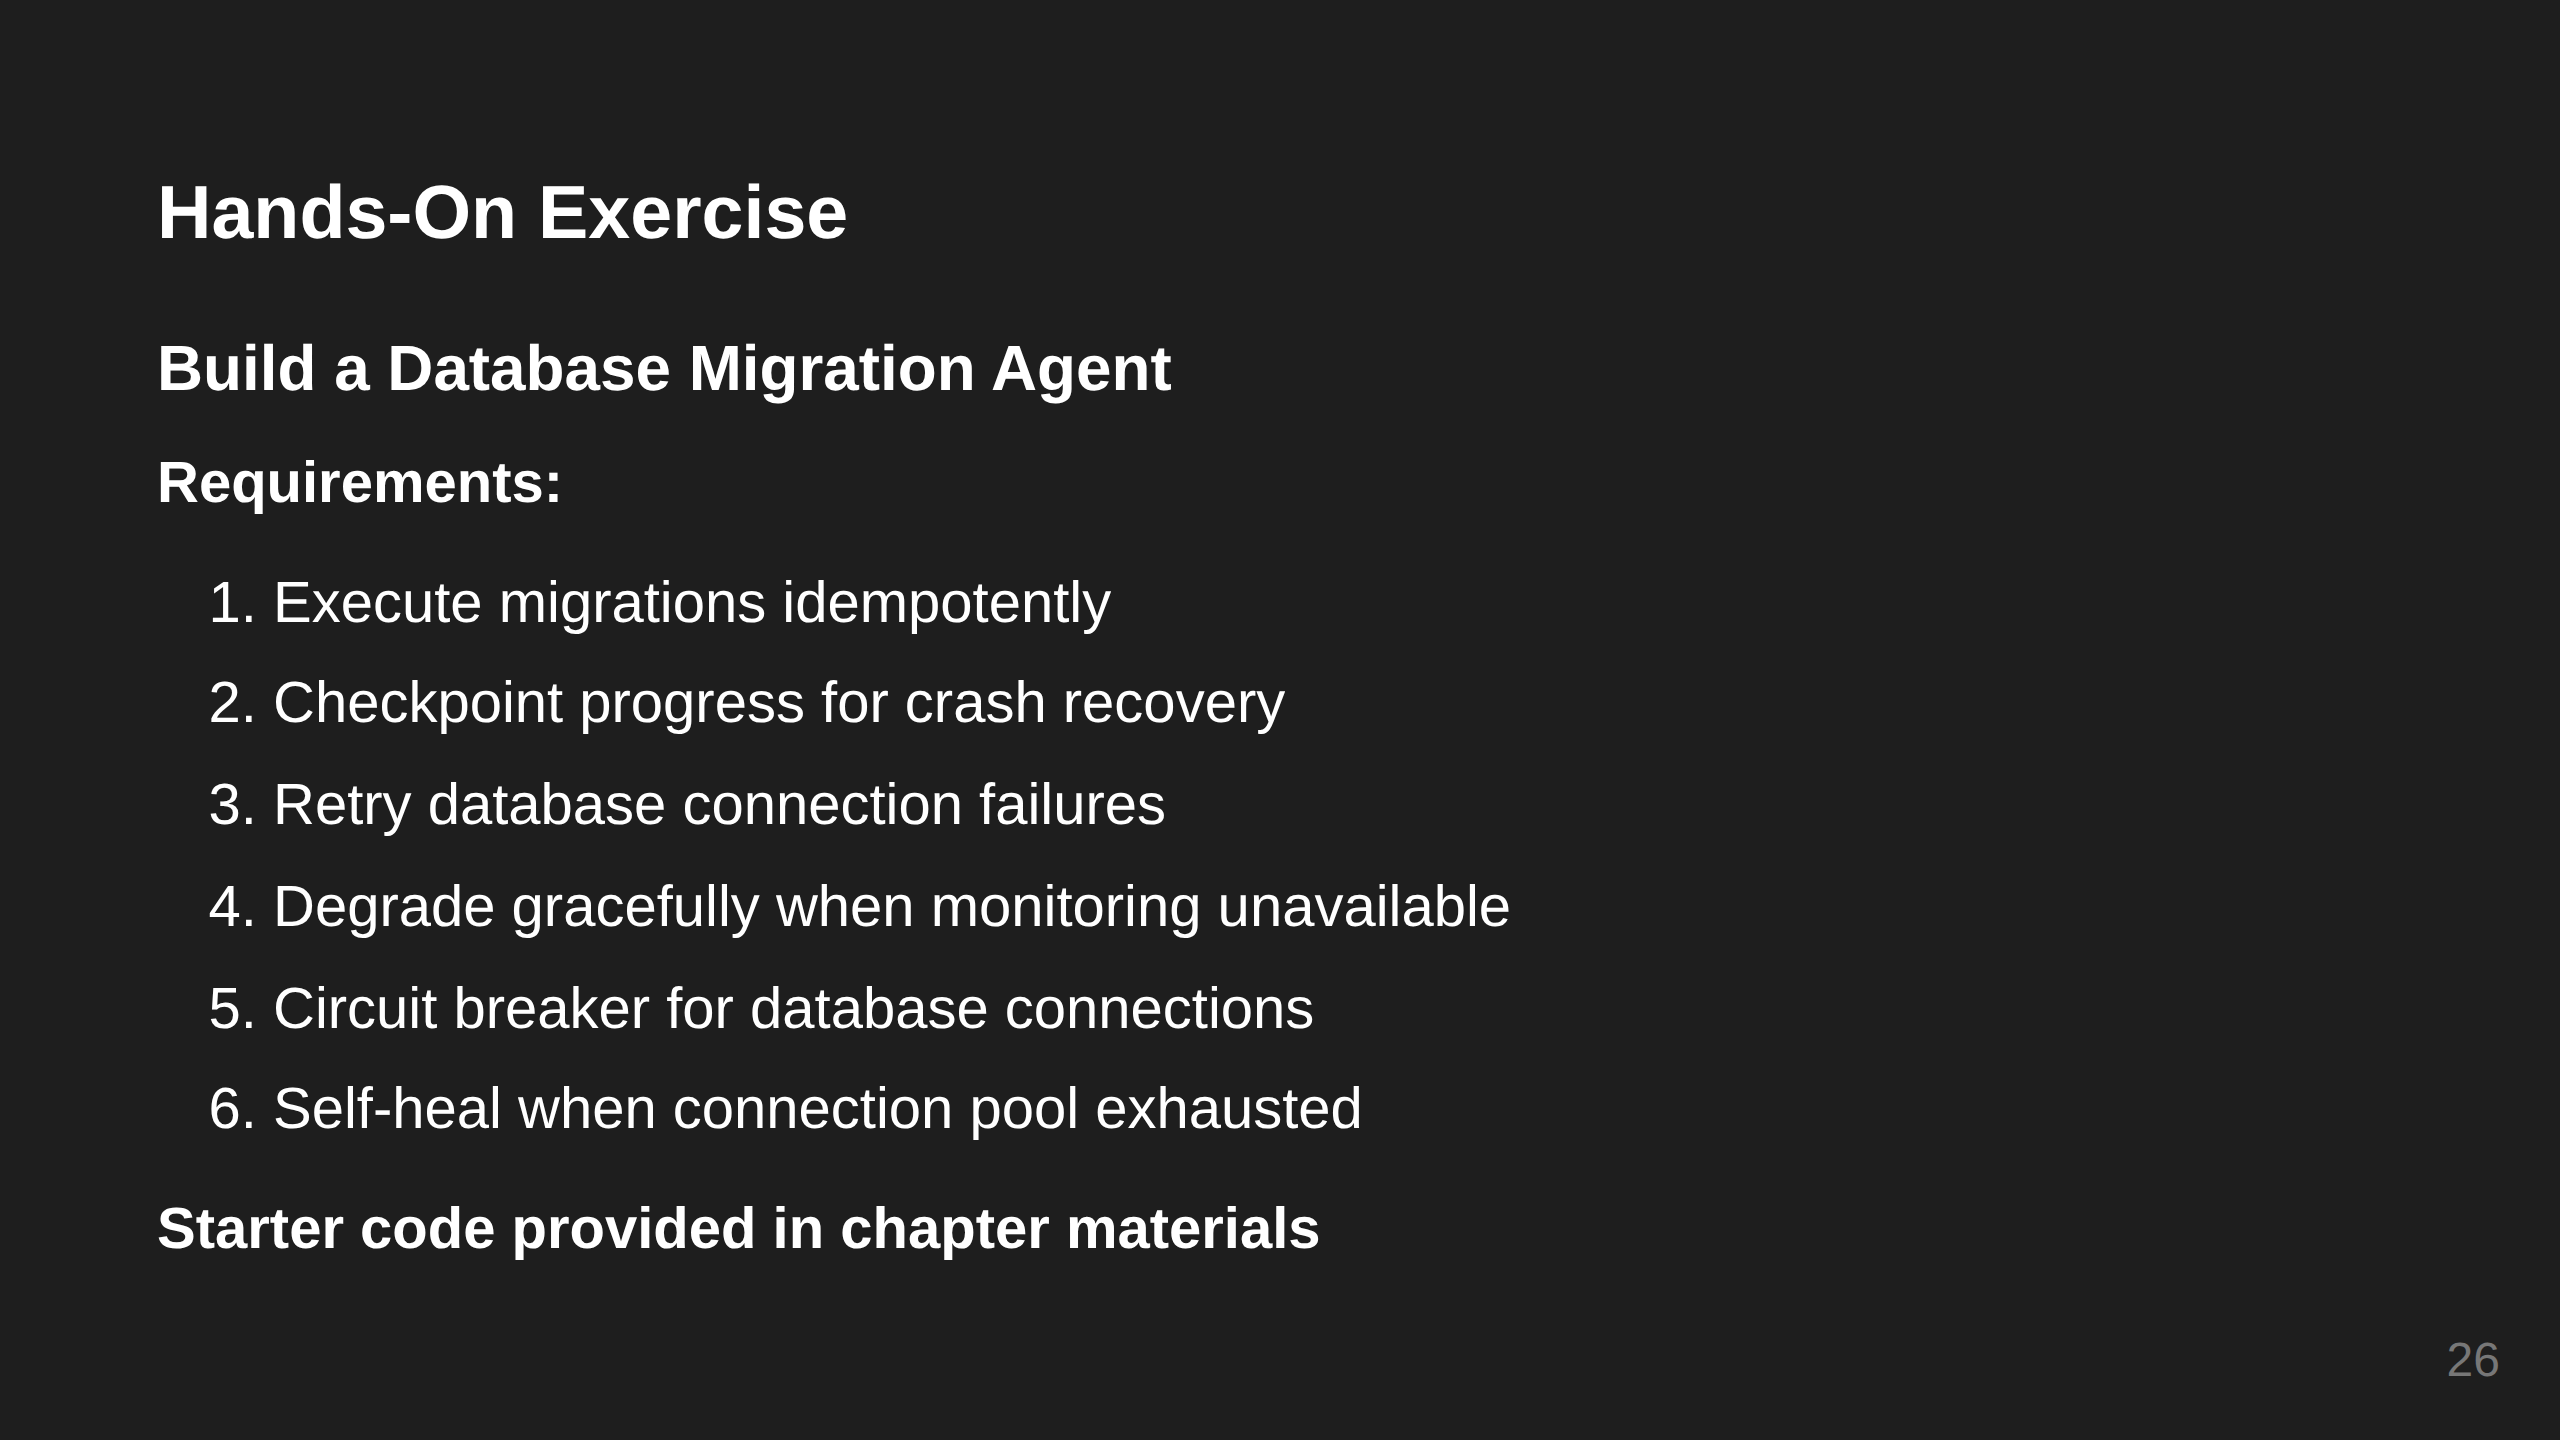 Hands-On Exercise
Build a Database Migration Agent
Requirements:
1. Execute migrations idempotently
2. Checkpoint progress for crash recovery
3. Retry database connection failures
4. Degrade gracefully when monitoring unavailable
5. Circuit breaker for database connections
6. Self-heal when connection pool exhausted
Starter code provided in chapter materials
26